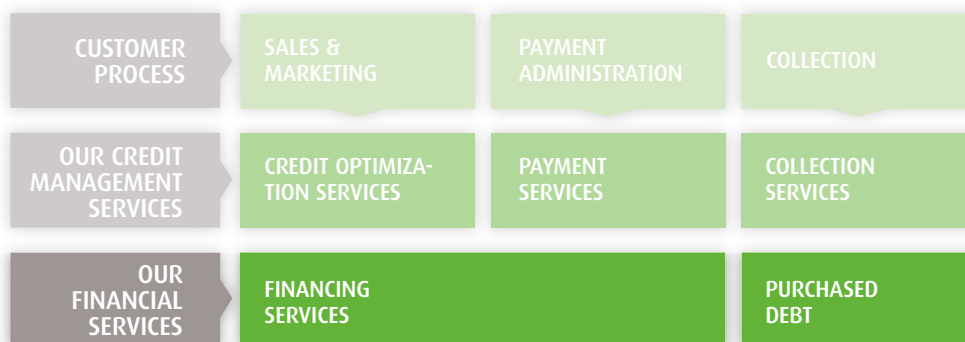 CUSTOMER
PROCESS
SALES &
MARKETING
PAYMENT
ADMINISTRATION
COLLECTION
OUR CREDIT
MANAGEMENT
SERVICES
CREDIT OPTIMIZA-
TION SERVICES
PAYMENT
SERVICES
COLLECTION
SERVICES
OUR
FINANCIAL
SERVICES
FINANCING
SERVICES
PURCHASED
DEBT